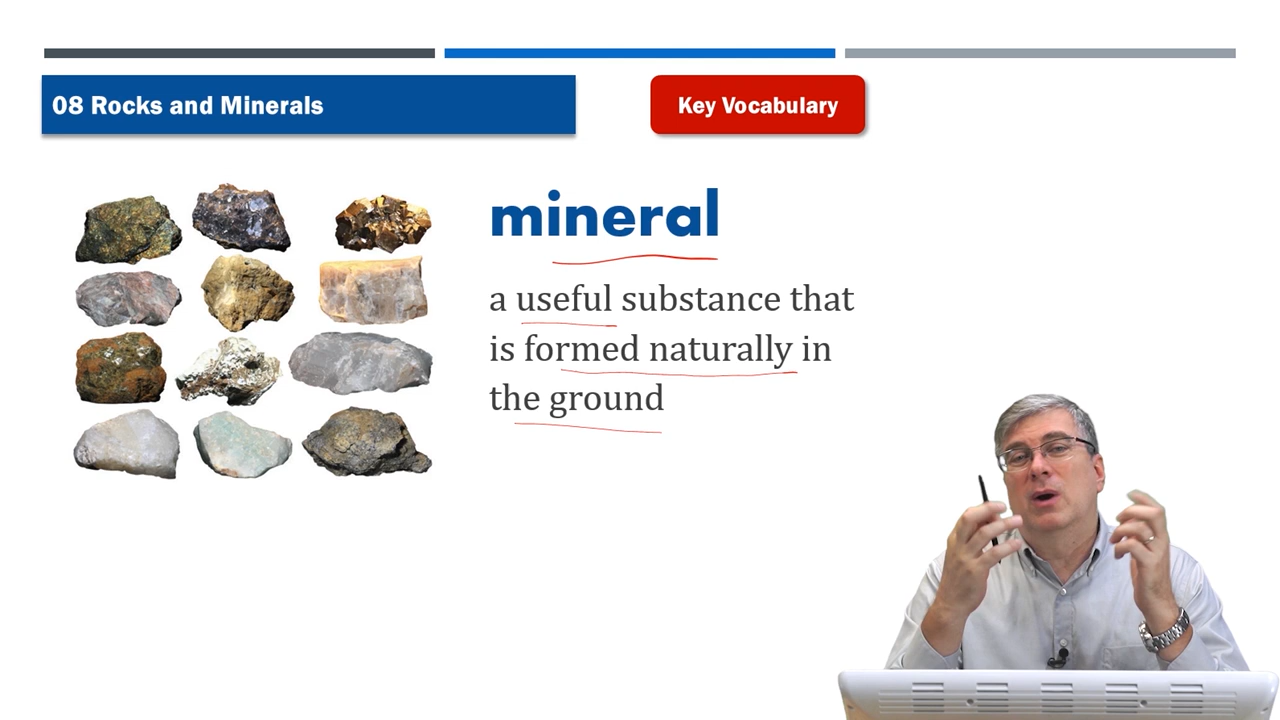 08 Rocks and Minerals
Key Vocabulary
mineral
a useful substance that
is formed naturally in
the ground